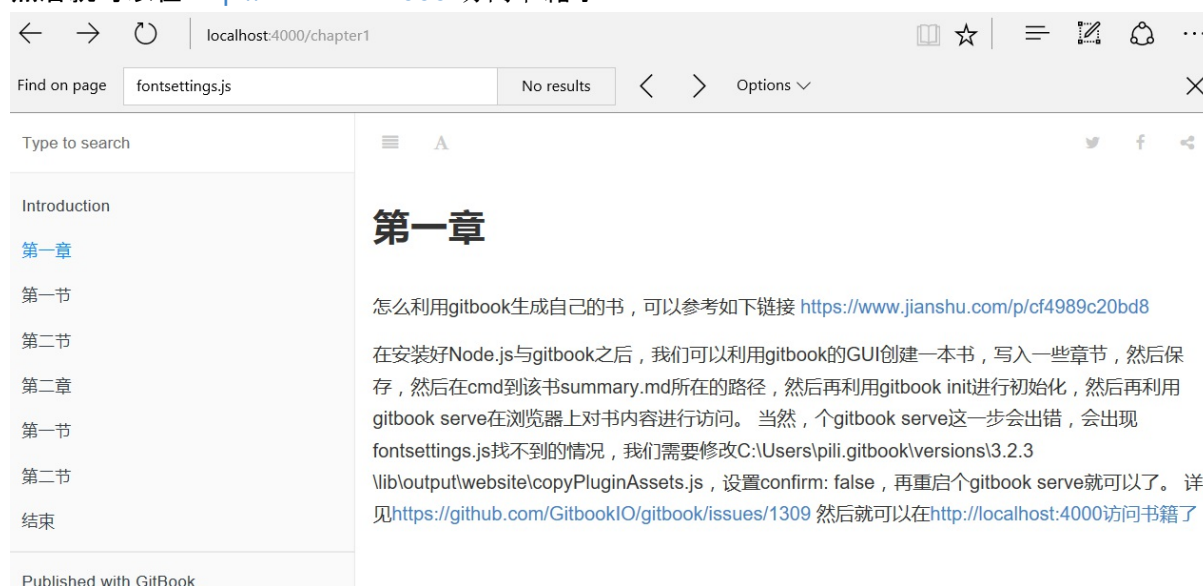 localhost:4000/chapter1
Find on page
fontsettings.js
No results
Options
Type to search
A
Introduction
第一章
第一节
第二节
第二章
第一节
第二节
结束
Published with GitBook
第一章
怎么利用gitbook生成自己的书，可以参考如下链接 https://www.jianshu.com/p/cf4989c20bd8
在安装好Node.js与gitbook之后，我们可以利用gitbook的GUI创建一本书，写入一些章节，然后保
存，然后在cmd到该书summary.md所在的路径，然后再利用gitbook init进行初始化，然后再利用
gitbook serve在浏览器上对书内容进行访问。 当然，个gitbook serve这一步会出错，会出现
fontsettings.js找不到的情况，我们需要修改C:\Users\pili.gitbook\versions\3.2.3
\lib\output\website\copyPluginAssets.js，设置confirm: false，再重启个gitbook serve就可以了。 详
见https://github.com/GitbookIO/gitbook/issues/1309 然后就可以在http://localhost:4000访问书籍了